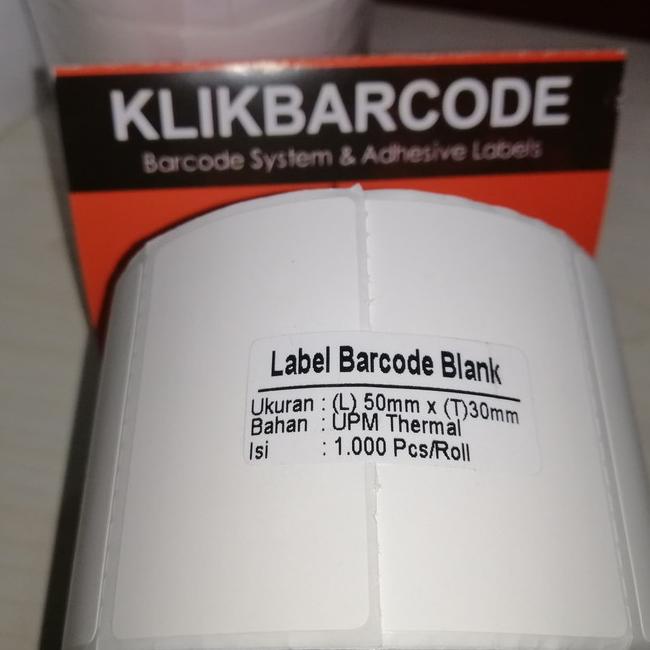 KLIKBARCODE
Barcode System & Adhesive Labels
Label Barcode Blank
Ukuran : (L) 50mm x (T)30mm
Bahan : UPM Thermal
Isi : 1.000 Pcs/Roll